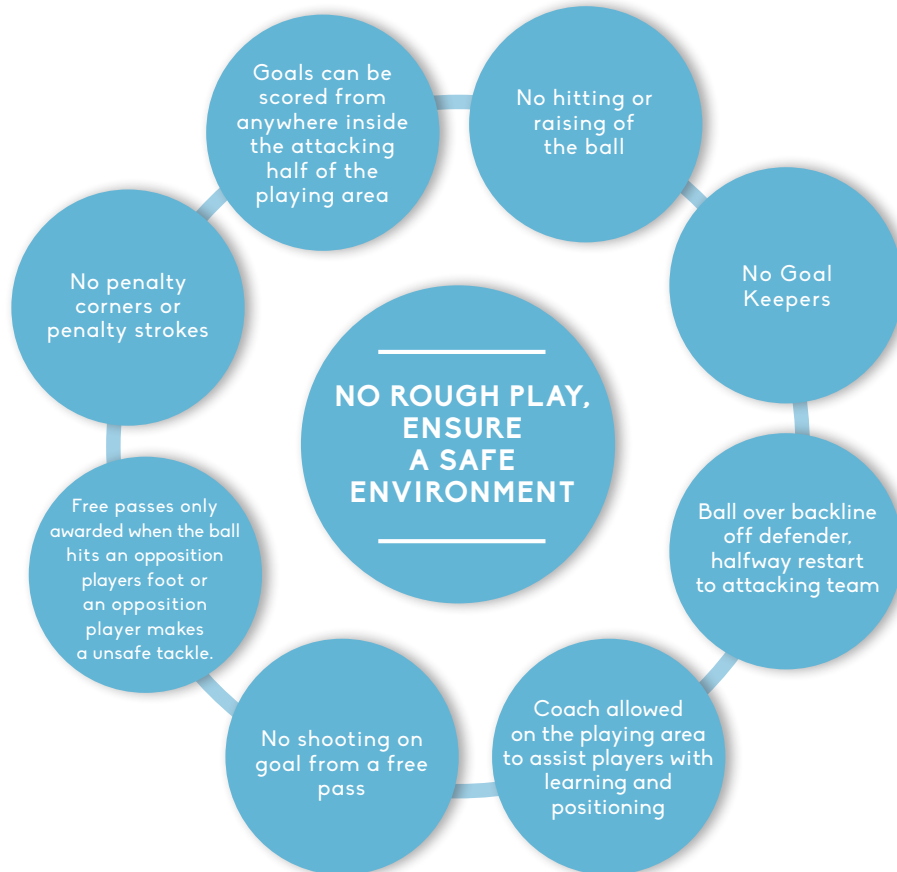 Goals can be
scored from
anywhere inside
the attacking
half of the
playing area
No hitting or
raising of
the ball
No Goal
Keepers
Ball over backline
off defender,
halfway restart
to attacking team
Coach allowed
on the playing area
to assist players with
learning and
positioning
No shooting on
goal from a free
pass
Free passes only
awarded when the ball
hits an opposition
players foot or
an opposition
player makes
a unsafe tackle.
No penalty
corners or
penalty strokes
NO ROUGH PLAY,
ENSURE
A SAFE
ENVIRONMENT